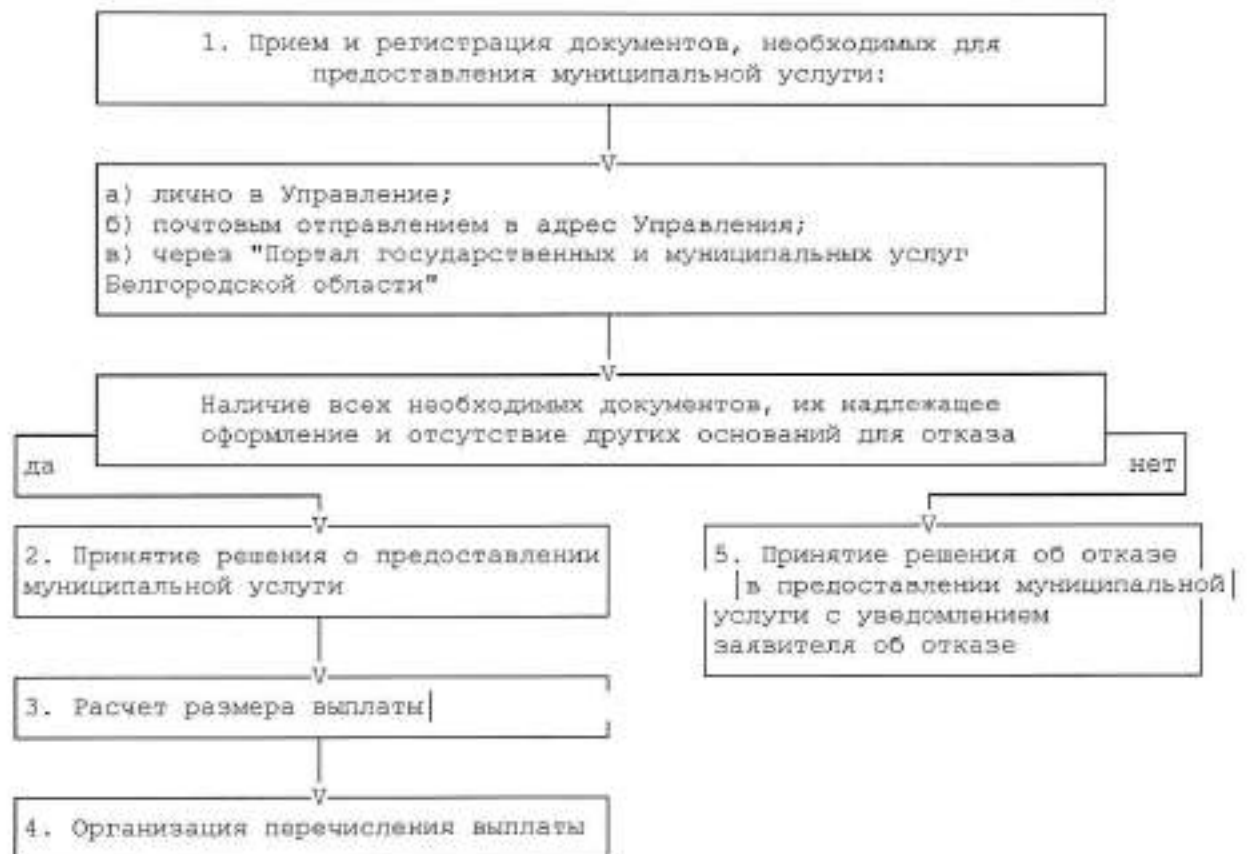 1. Прием и регистрация документов, необходимых для
предоставления муниципальной услуги:
V
а) лично в Управление;
б) почтовым отправлением в адрес Управления;
в) через "Портал государственных и муниципальных услуг
Белгородской области"
V
Наличие всех необходимых документов, их надлежащее
оформление и отсутствие других оснований для отказа
да
нет
V
2. Принятие решения о предоставлении
муниципальной услуги
V
5. Принятие решения об отказе
в предоставлении муниципальной
услуги с уведомлением
заявителя об отказе
V
3. Расчет размера выплаты
V
4. Организация перечисления выплаты